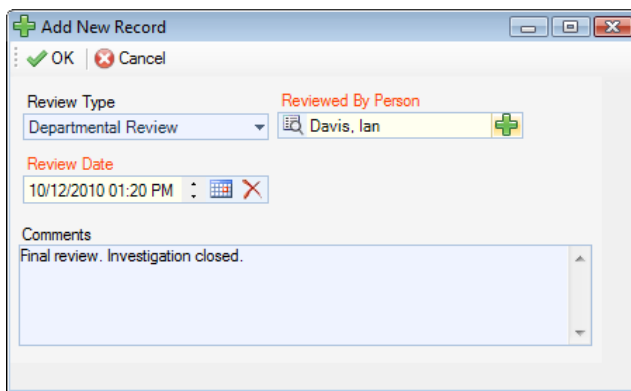 Add New Record
OK Cancel
Review Type Reviewed By Person
Departmental Review Davis, Ian
Review Date
10/12/2010 01:20 PM
Comments
Final review. Investigation closed.